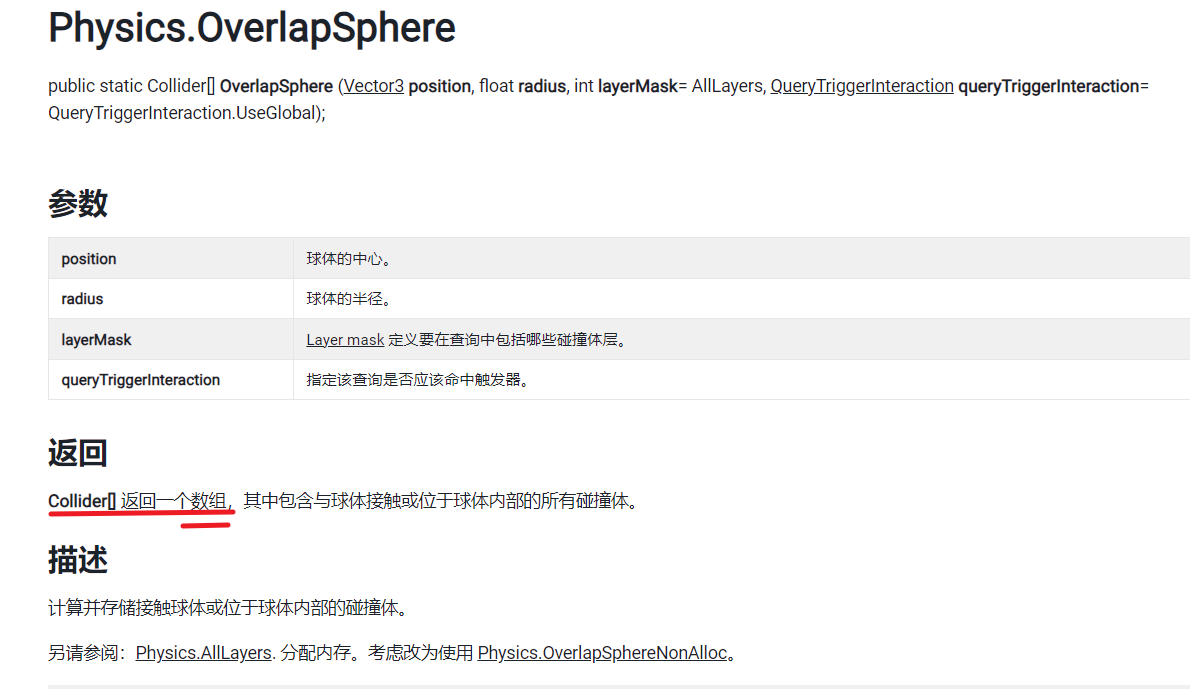 Physics.OverlapSphere
public static Collider[] OverlapSphere (Vector3 position, float radius, int layerMask= AllLayers, QueryTriggerInteraction queryTriggerInteraction=
QueryTriggerInteraction.UseGlobal);
参数
position 球体的中心。
radius 球体的半径。
layerMask Layer mask 定义要在查询中包括哪些碰撞体层。
queryTriggerInteraction 指定该查询是否应该命中触发器。
返回
Collider[] 返回一个数组，其中包含与球体接触或位于球体内部的所有碰撞体。
描述
计算并存储接触球体或位于球体内部的碰撞体。
另请参阅：Physics.AllLayers. 分配内存。考虑改为使用 Physics.OverlapSphereNonAlloc。